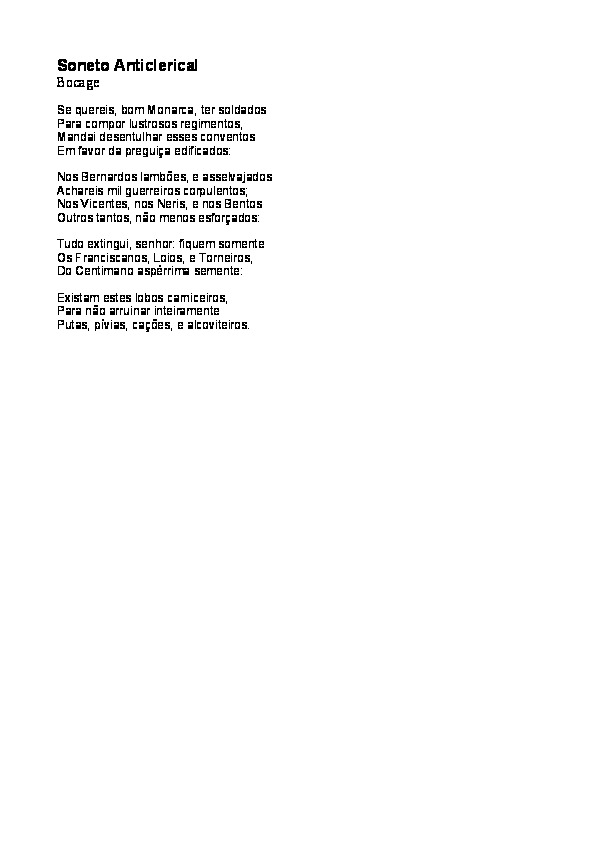 Soneto Anticlerical
Bocage
Se quereis, bom Monarca, ter soldados
Para compor lustrosos regimentos,
Mandai desentulhar esses conventos
Em favor da preguiça edificados:
Nos Bernardos lambões, e asselvajados
Achareis mil guerreiros corpulentos;
Nos Vicentes, nos Neris, e nos Bentos
Outros tantos, não menos esforçados:
Tudo extingui, senhor: fiquem somente
Os Franciscanos, Loios, e Torneiros,
Do Centimano aspérrima semente:
Existam estes lobos carniceiros,
Para não arruinar inteiramente
Putas, pívias, cações, e alcoviteiros.